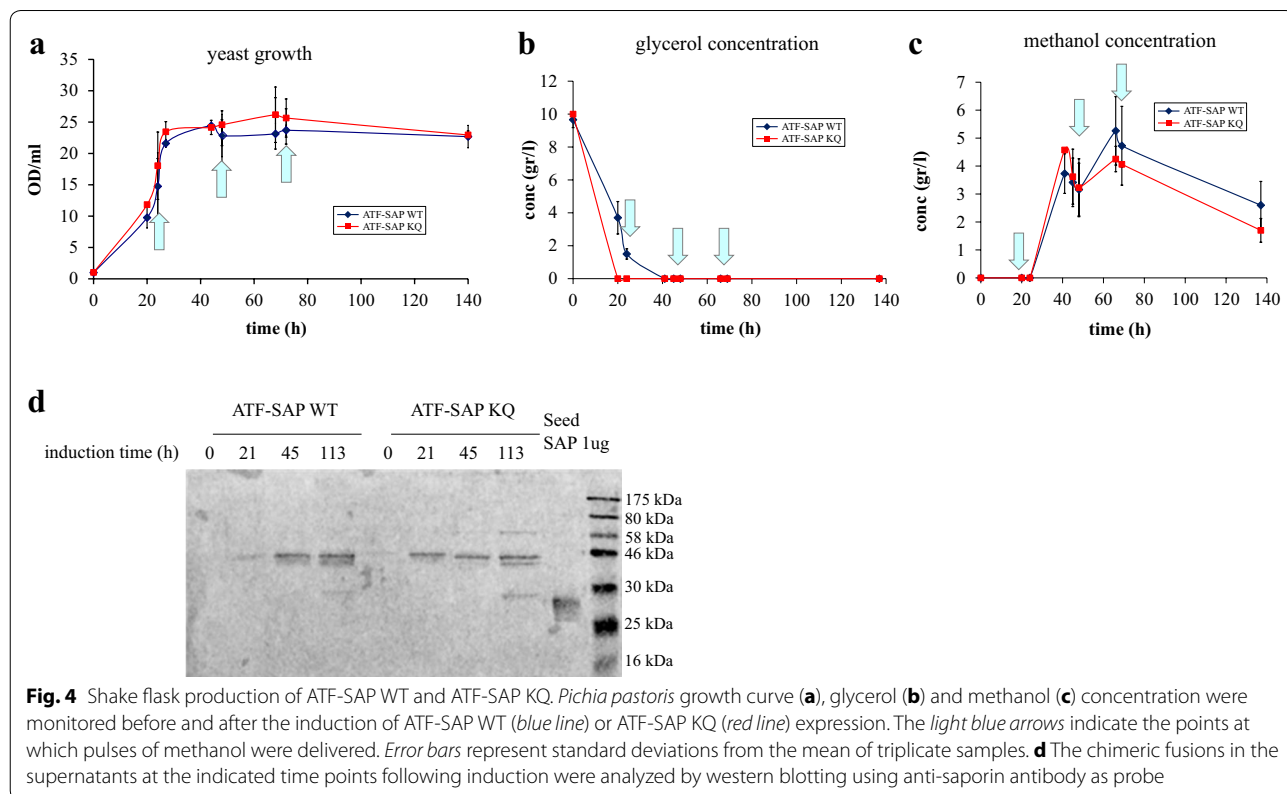 a
yeast growth
35
30
25
20
15
10
5
0
OD/ml
ATF-SAP WT
ATF-SAP KQ
0 20 40 60 80 100 120 140
time (h)
b
glycerol concentration
12
10
8
6
4
2
0
conc (gr/l)
ATF-SAP WT
ATF-SAP KQ
0 20 40 60 80 100 120 140
time (h)
c
methanol concentration
7
6
5
4
3
2
1
0
conc (gr/l)
ATF-SAP WT
ATF-SAP KQ
0 20 40 60 80 100 120 140
time (h)
d
ATF-SAP WT ATF-SAP KQ Seed
SAP 1ug
induction time (h) 0 21 45 113 0 21 45 113
175 kDa
80 kDa
58 kDa
46 kDa
30 kDa
25 kDa
16 kDa
Fig. 4 Shake flask production of ATF-SAP WT and ATF-SAP KQ. Pichia pastoris growth curve (a), glycerol (b) and methanol (c) concentration were
monitored before and after the induction of ATF-SAP WT (blue line) or ATF-SAP KQ (red line) expression. The light blue arrows indicate the points at
which pulses of methanol were delivered. Error bars represent standard deviations from the mean of triplicate samples. d The chimeric fusions in the
supernatants at the indicated time points following induction were analyzed by western blotting using anti-saporin antibody as probe